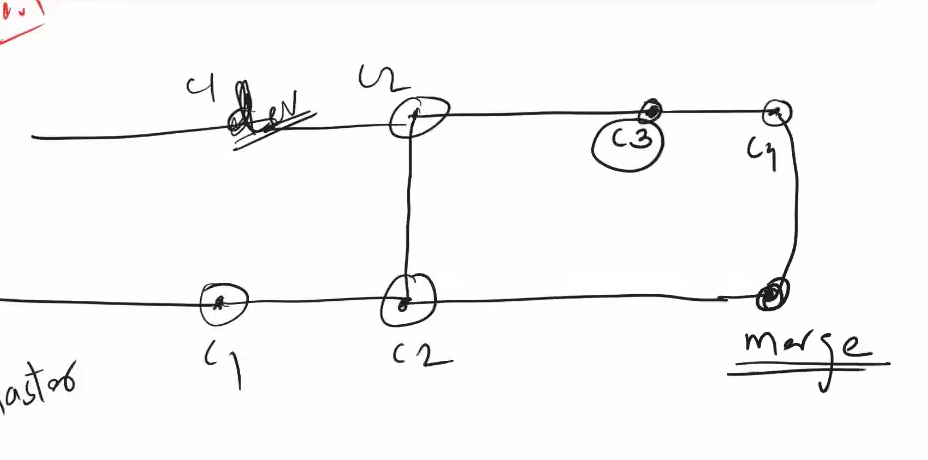 C1 dev C2
C3
C4
C1 C2
merge
aster